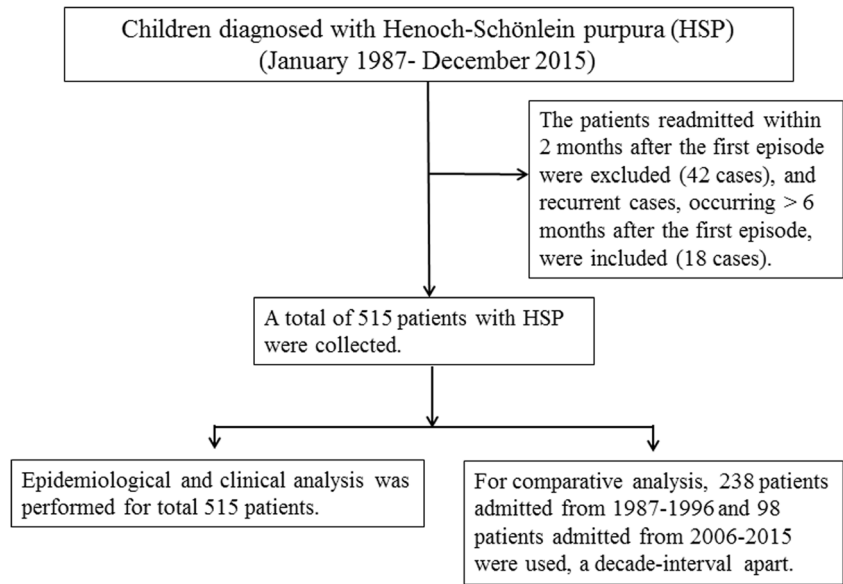 Children diagnosed with Henoch-Schönlein purpura (HSP)
(January 1987- December 2015)
The patients readmitted within
2 months after the first episode
were excluded (42 cases), and
recurrent cases, occurring > 6
months after the first episode,
were included (18 cases).
A total of 515 patients with HSP
were collected.
Epidemiological and clinical analysis was
performed for total 515 patients.
For comparative analysis, 238 patients
admitted from 1987-1996 and 98
patients admitted from 2006-2015
were used, a decade-interval apart.